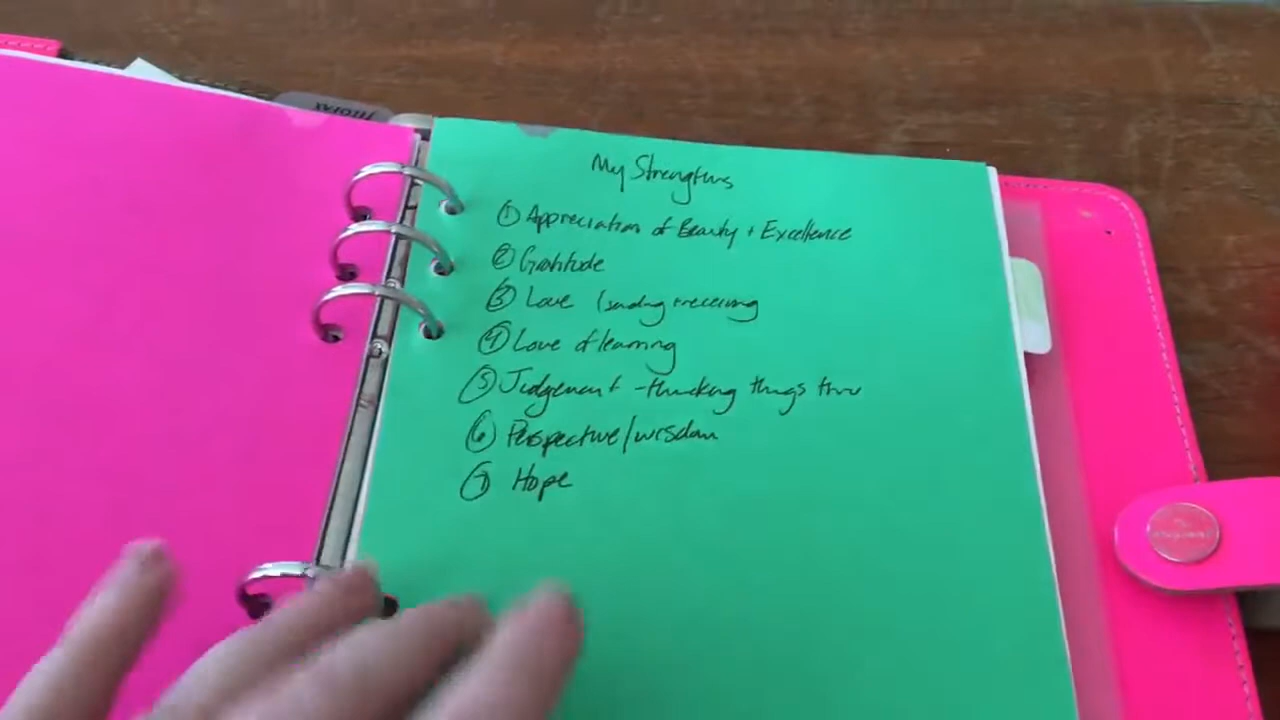 FILOFAX
My Strengths
① Appreciation of Beauty + Excellence
② Gratitude
③ Love (sending + receiving
④ Love of learning
⑤ Judgement - thinking things thru
⑥ Perspective/wisdom
⑦ Hope